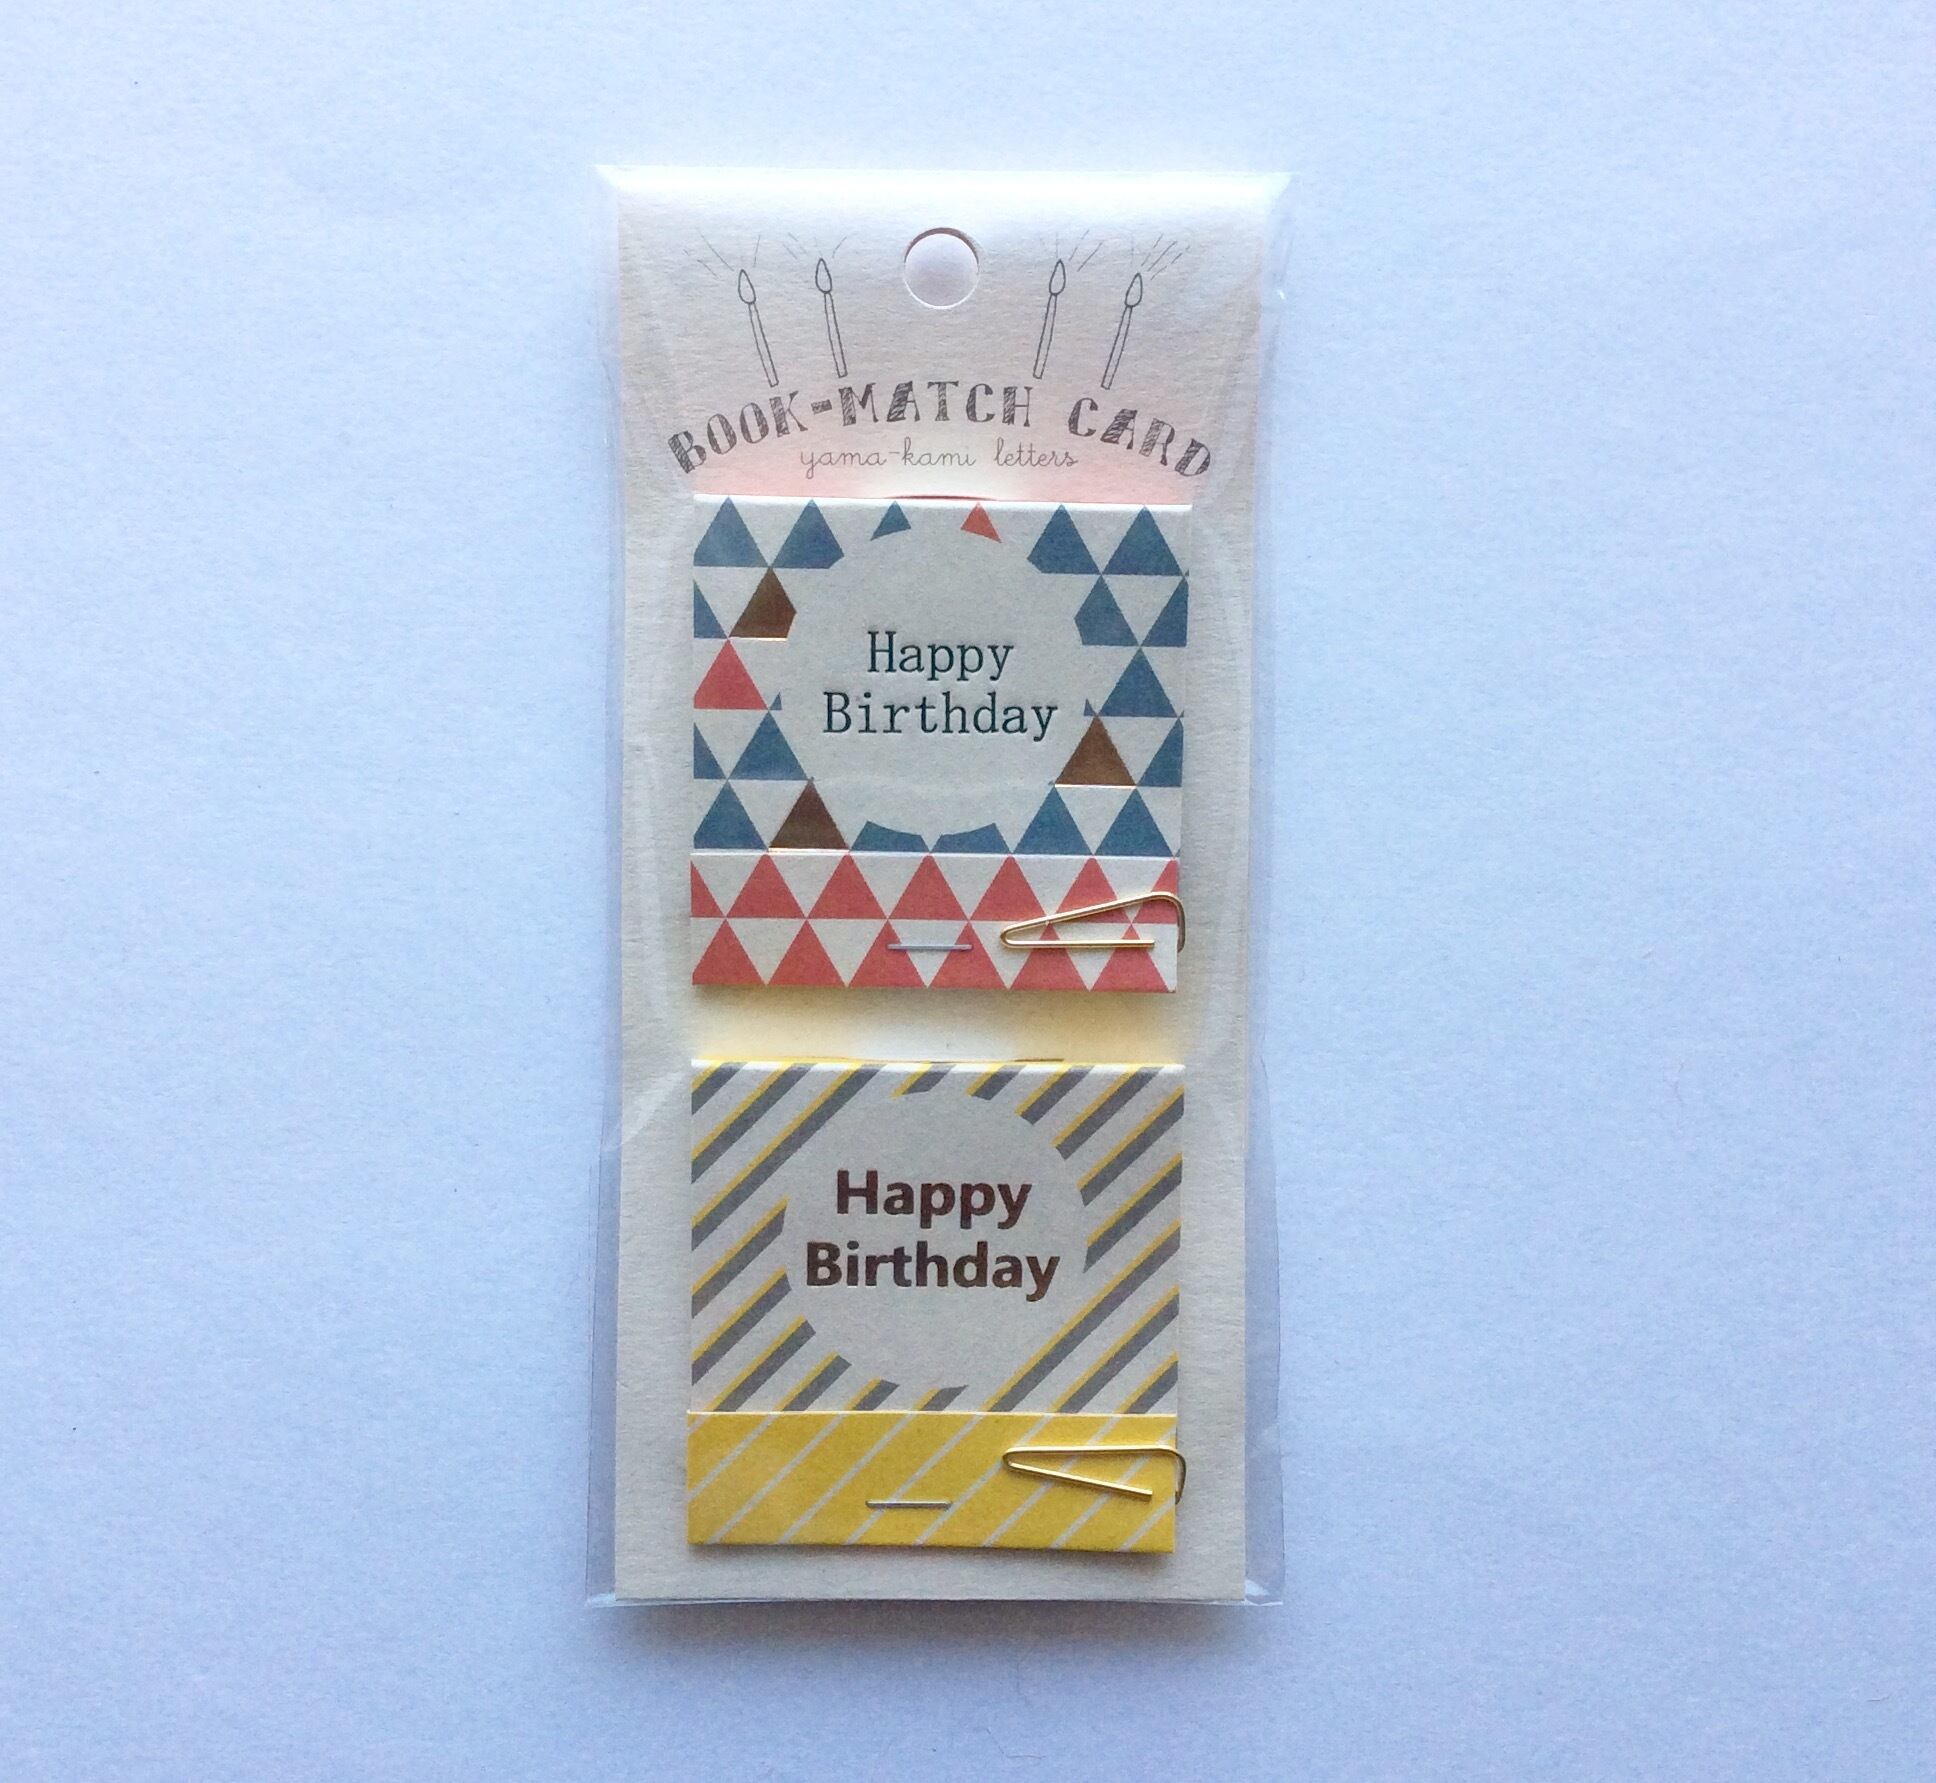 BOOK-MATCH CARD
yama-kami letters
Happy
Birthday
Happy
Birthday